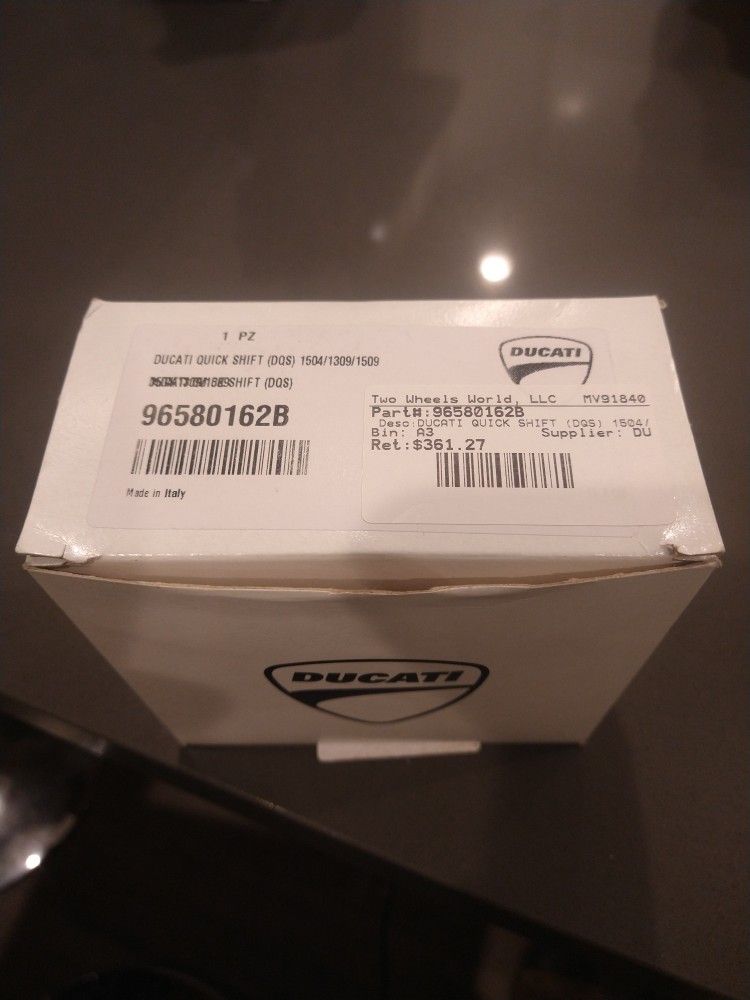 1 PZ
DUCATI QUICK SHIFT (DQS) 1504/1309/1509
SHIFT (DQS)
96580162B
Made in Italy
DUCATI
Two Wheels World, LLC MV91840
Part#:96580162B
Desc:DUCATI QUICK SHIFT (DQS) 1504/
Bin: A3 Supplier: DU
Ret:$361.27
DUCATI